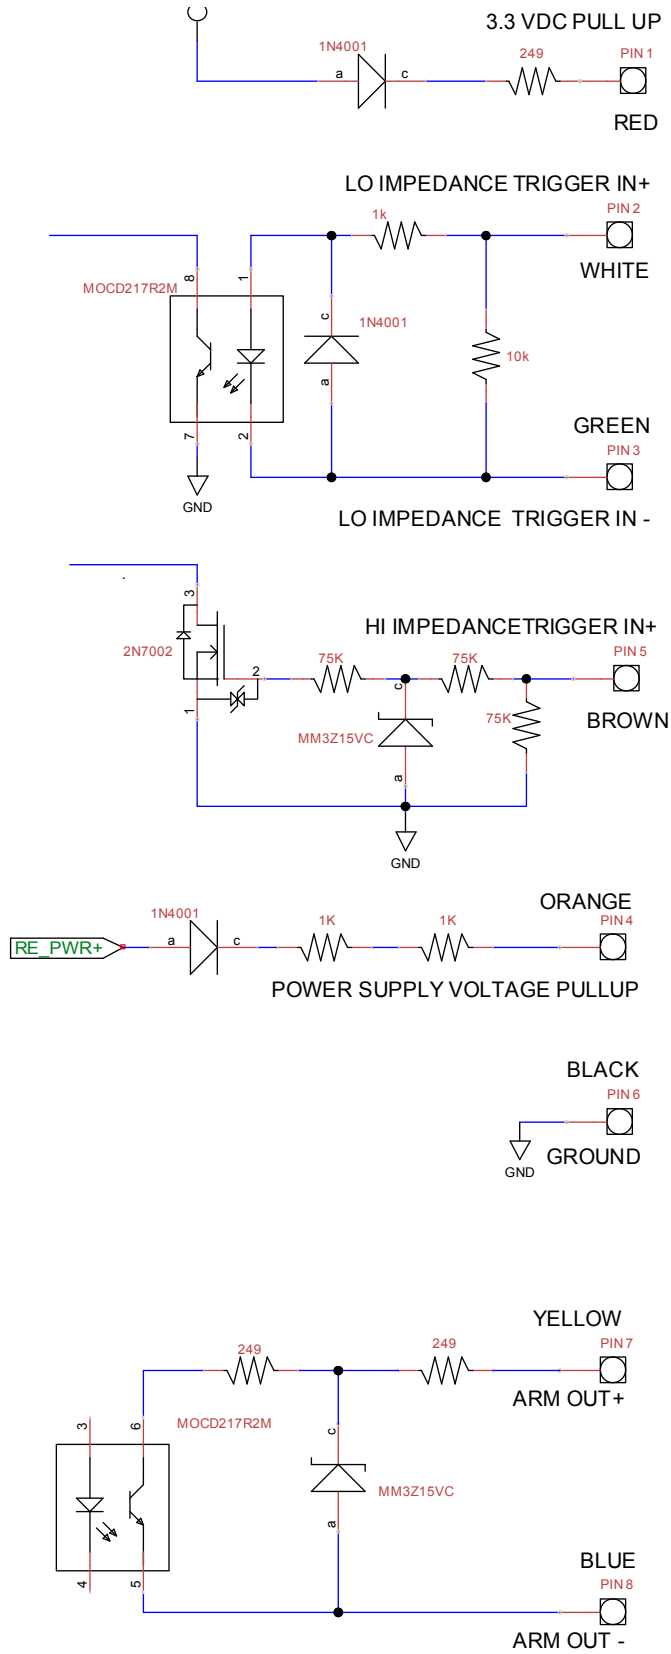 3.3 VDC PULL UP
1N4001
249
PIN 1
a
c
RED
LO IMPEDANCE TRIGGER IN+
1k
PIN 2
WHITE
8
1
MOCD217R2M
c
1N4001
10k
a
GREEN
7
2
PIN 3
GND
LO IMPEDANCE TRIGGER IN -
3
HI IMPEDANCETRIGGER IN+
2N7002
75K
75K
PIN 5
2
c
75K
BROWN
1
MM3Z15VC
a
GND
ORANGE
1N4001
1K
1K
PIN 4
RE_PWR+
a
c
POWER SUPPLY VOLTAGE PULLUP
BLACK
PIN 6
GND
GROUND
YELLOW
249
249
PIN 7
ARM OUT+
3
6
MOCD217R2M
c
MM3Z15VC
a
BLUE
4
5
PIN 8
ARM OUT -